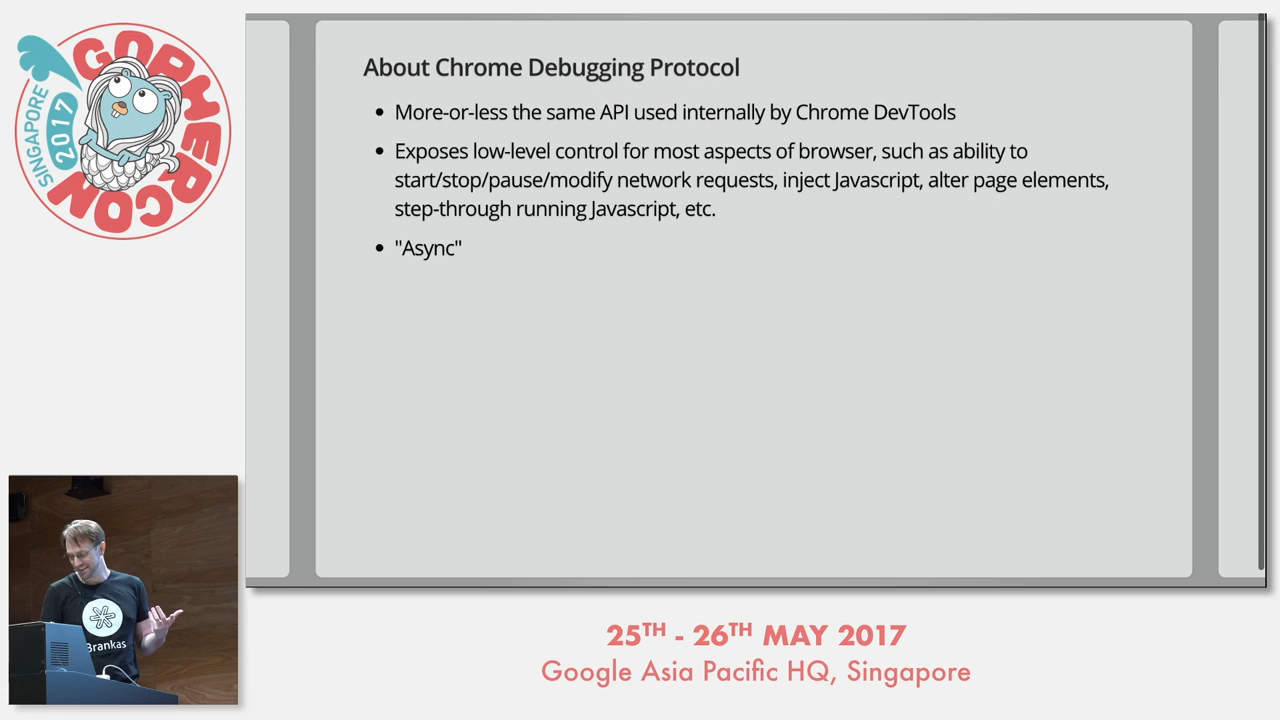 GOPHERCON
SINGAPORE
2017
About Chrome Debugging Protocol
More-or-less the same API used internally by Chrome DevTools
Exposes low-level control for most aspects of browser, such as ability to
start/stop/pause/modify network requests, inject Javascript, alter page elements,
step-through running Javascript, etc.
"Async"
Brankas
25TH - 26TH MAY 2017
Google Asia Pacific HQ, Singapore